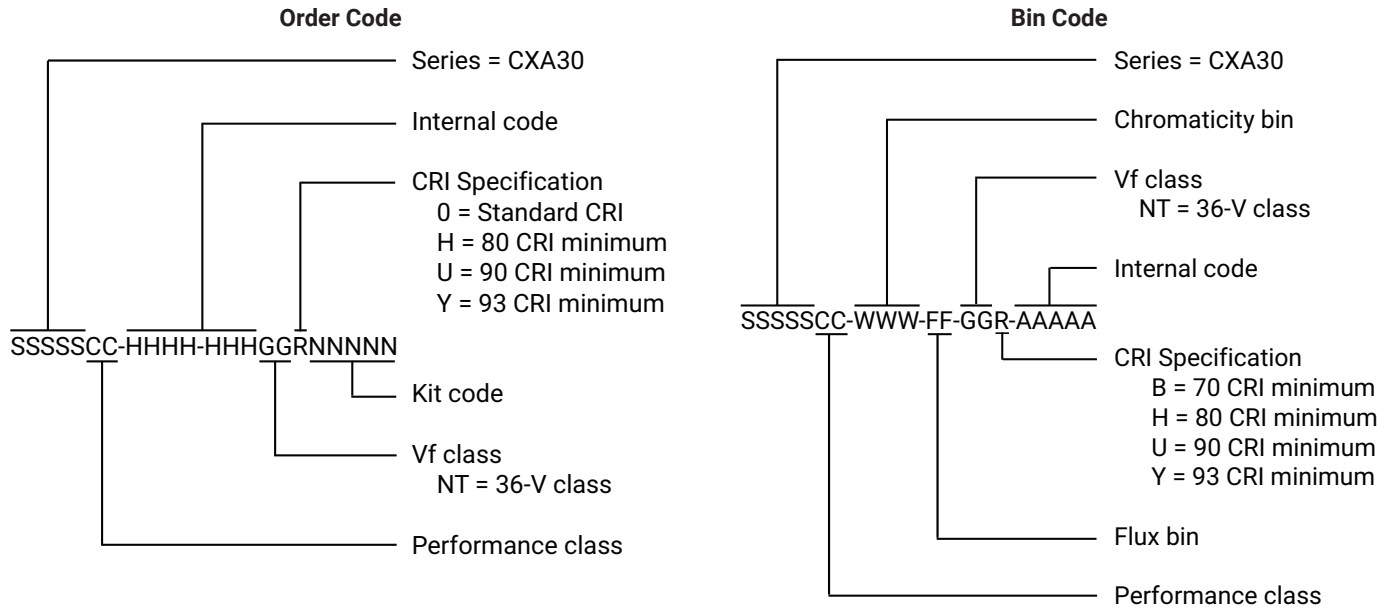 Order Code
Series = CXA30
Internal code
CRI Specification
0 = Standard CRI
H = 80 CRI minimum
U = 90 CRI minimum
Y = 93 CRI minimum
SSSSSCC-HHHH-HHHGGRNNNNN
Kit code
Vf class
NT = 36-V class
Performance class
Bin Code
Series = CXA30
Chromaticity bin
Vf class
NT = 36-V class
Internal code
SSSSSCC-WWW-FF-GGR-AAAAA
CRI Specification
B = 70 CRI minimum
H = 80 CRI minimum
U = 90 CRI minimum
Y = 93 CRI minimum
Flux bin
Performance class